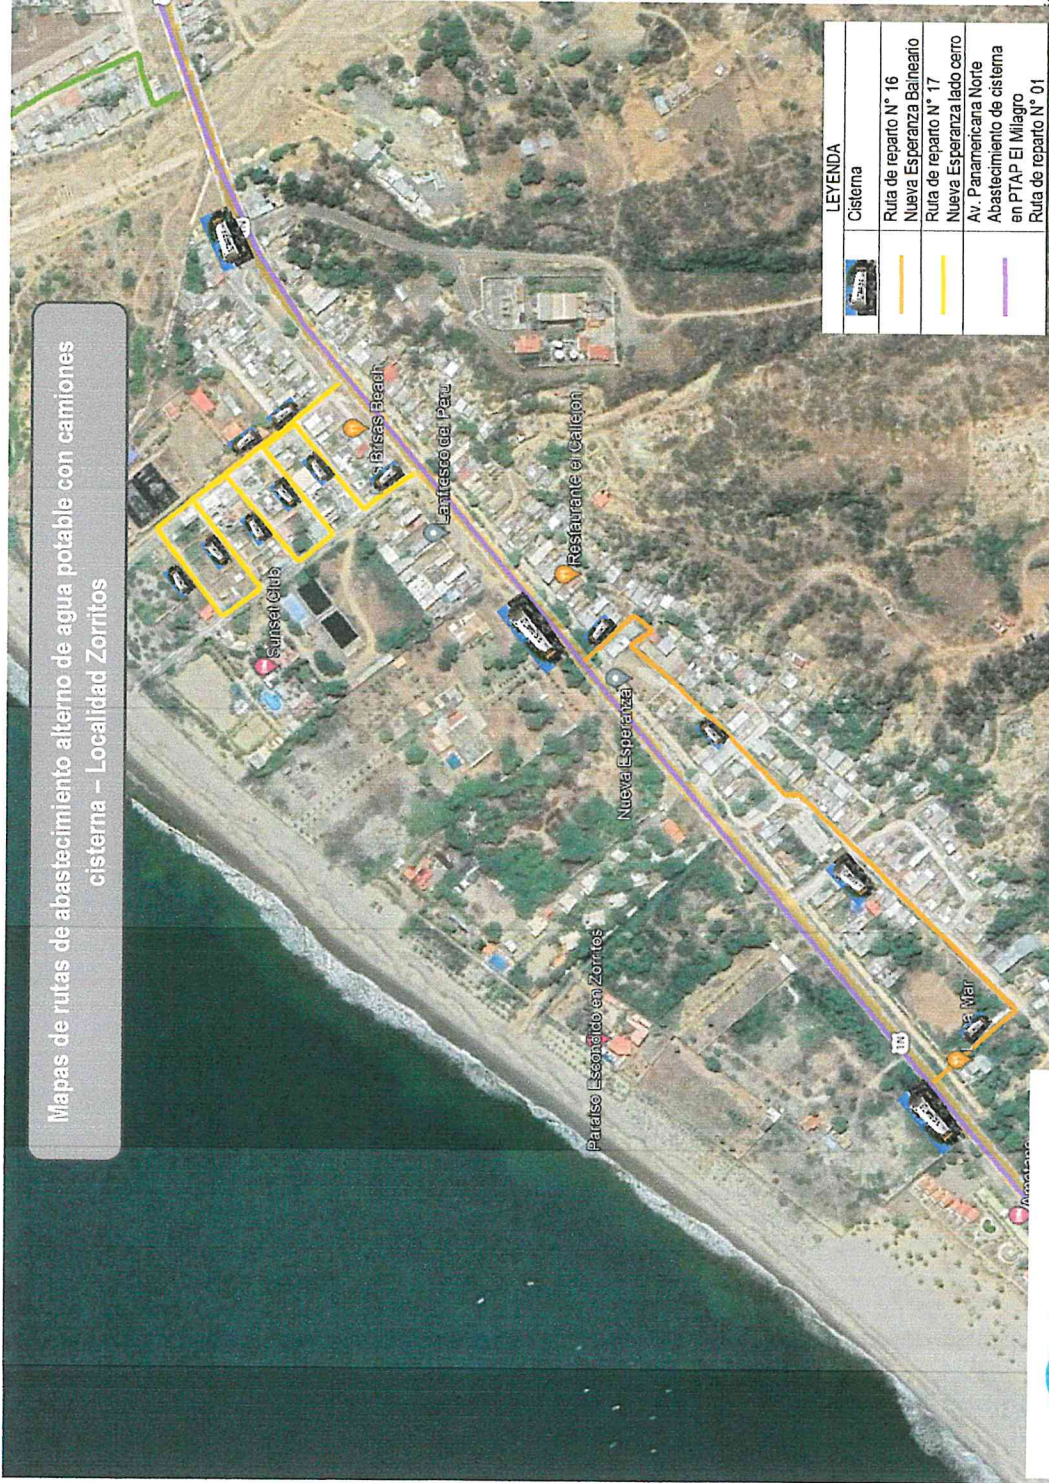 Mapas de rutas de abastecimiento alterno de agua potable con camiones
cisterna – Localidad Zorritos
Brisas Beach
Lanfresco del Peru
Sunset Club
Restaurante el Callejon
Nueva Esperanza
Paraiso Escondido en Zorritos
1N
Mar
LEYENDA
Cisterna
Ruta de reparto N° 16
Nueva Esperanza Balneario
Ruta de reparto N° 17
Nueva Esperanza lado cerro
Av. Panamericana Norte
Abastecimiento de cisterna
en PTAP El Milagro
Ruta de reparto N° 01